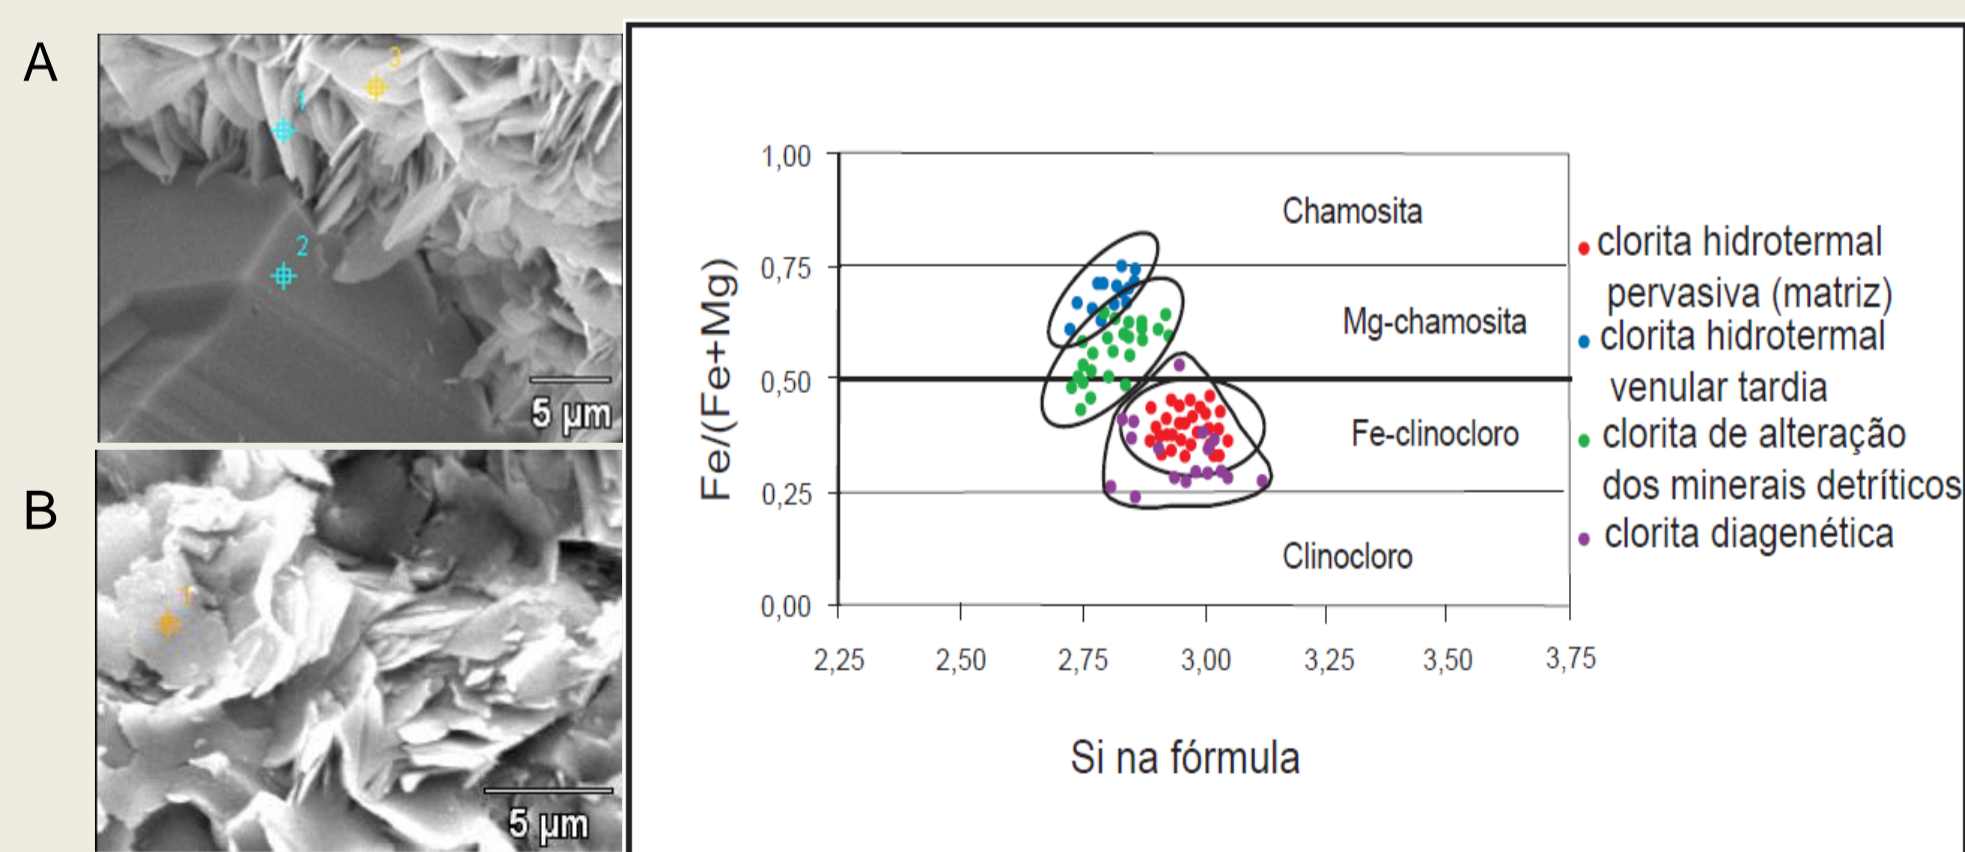 A
3
1
2
5 µm
B
1
5 µm
Fe/(Fe+Mg)
1,00
0,75
0,50
0,25
0,00
Chamosita
Mg-chamosita
Fe-clinocloro
Clinocloro
2,25 2,50 2,75 3,00 3,25 3,50 3,75
Si na fórmula
clorita hidrotermal
pervasiva (matriz)
clorita hidrotermal
venular tardia
clorita de alteração
dos minerais detríticos
clorita diagenética